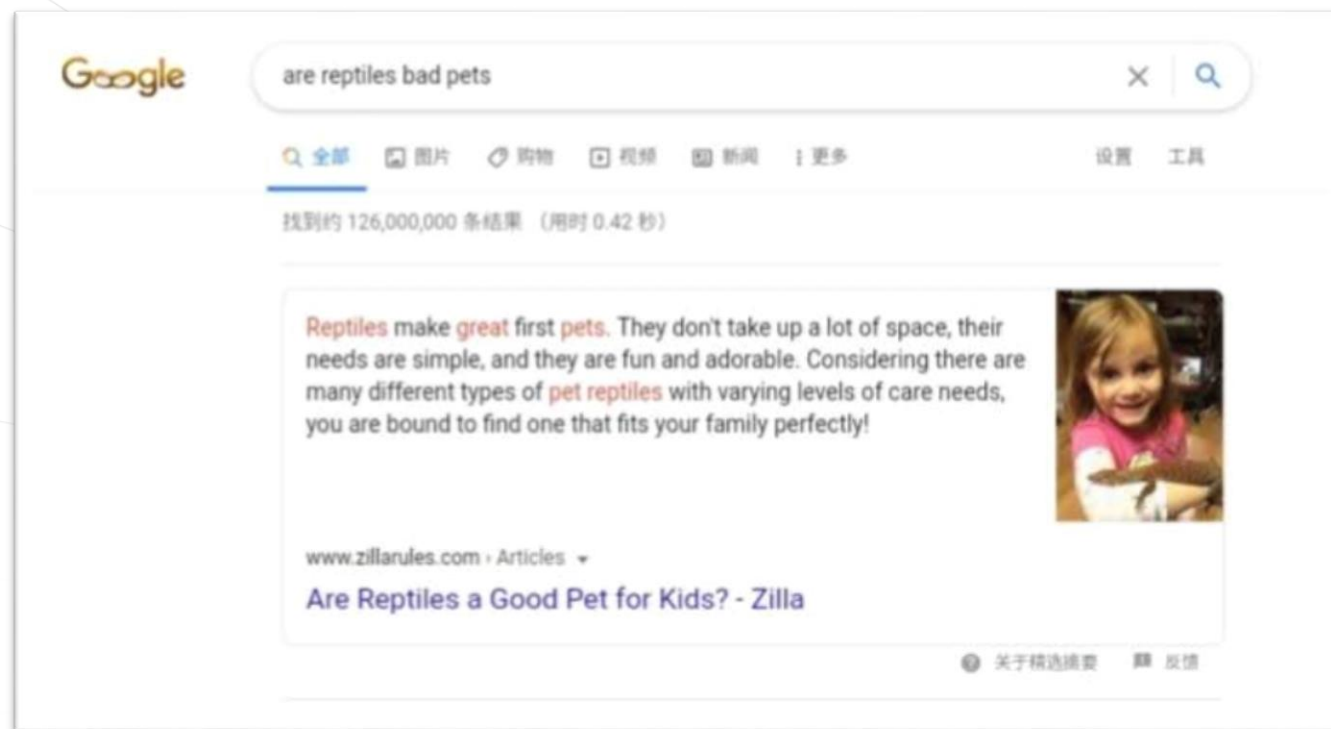 Google
are reptiles bad pets
全部 图片 购物 视频 新闻 更多 设置 工具
找到约 126,000,000 条结果 （用时 0.42 秒）
Reptiles make great first pets. They don't take up a lot of space, their
needs are simple, and they are fun and adorable. Considering there are
many different types of pet reptiles with varying levels of care needs,
you are bound to find one that fits your family perfectly!
www.zillarules.com › Articles
Are Reptiles a Good Pet for Kids? - Zilla
关于精选摘要 反馈